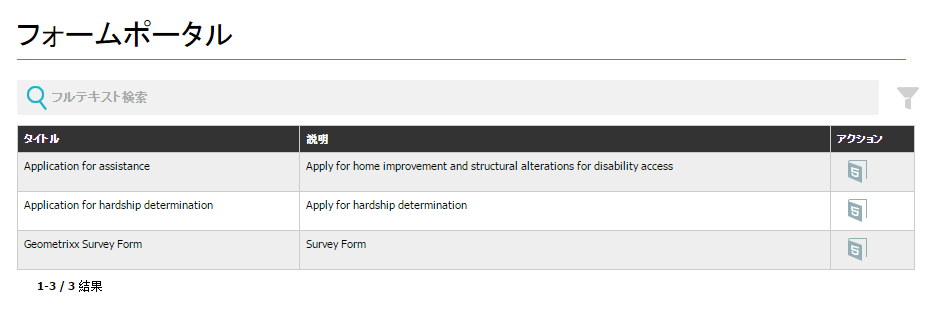 フォームポータル
フルテキスト検索
タイトル 説明 アクション
Application for assistance Apply for home improvement and structural alterations for disability access 5
Application for hardship determination Apply for hardship determination 5
Geometrixx Survey Form Survey Form 5
1-3 / 3 結果